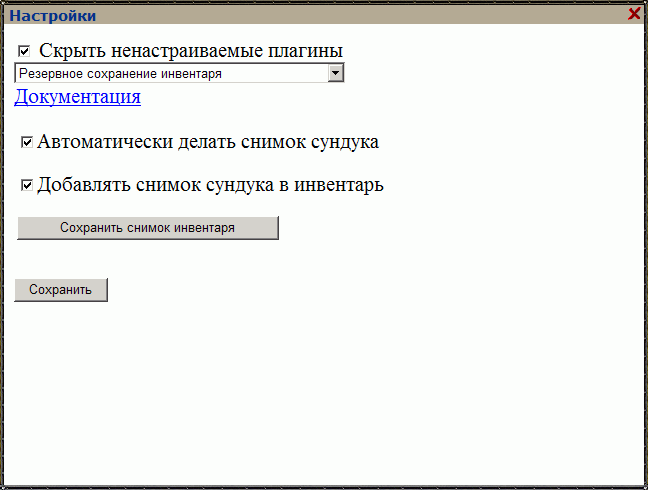 Настройки
Скрыть ненастраиваемые плагины
Резервное сохранение инвентаря
Документация
Автоматически делать снимок сундука
Добавлять снимок сундука в инвентарь
Сохранить снимок инвентаря
Сохранить